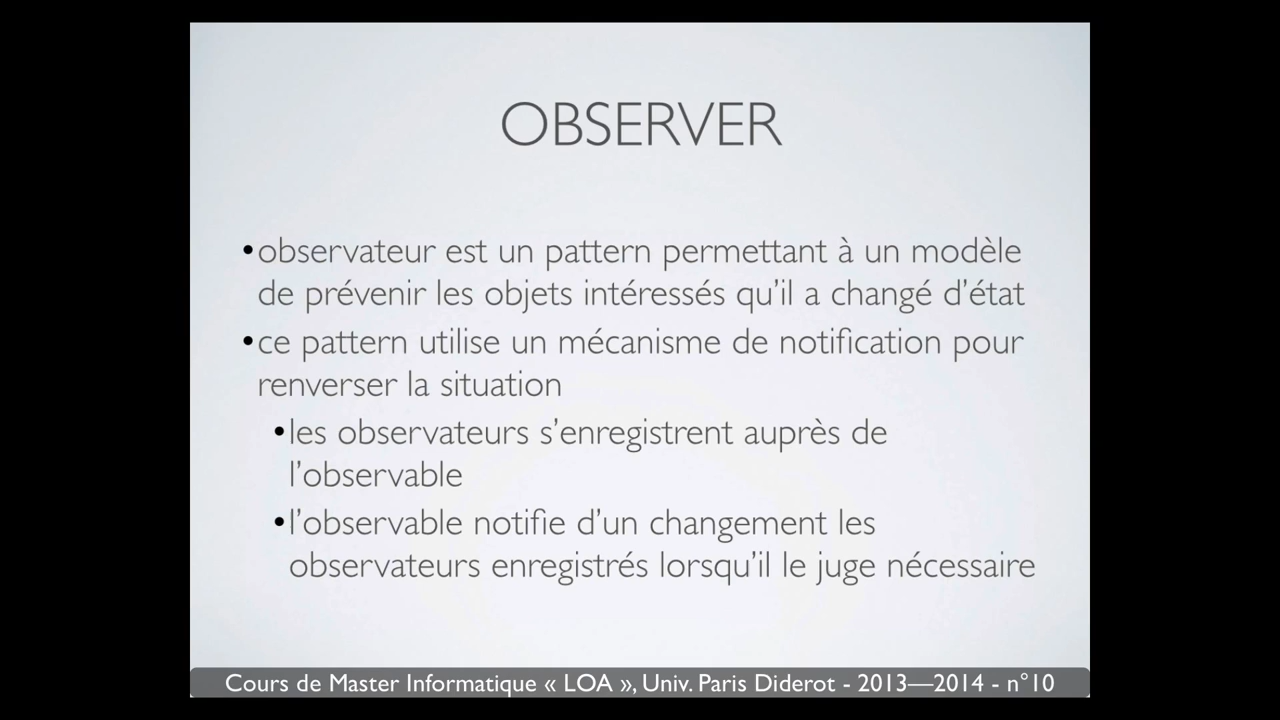 OBSERVER
•observateur est un pattern permettant à un modèle
de prévenir les objets intéressés qu’il a changé d’état
•ce pattern utilise un mécanisme de notification pour
renverser la situation
•les observateurs s’enregistrent auprès de
l’observable
•l’observable notifie d’un changement les
observateurs enregistrés lorsqu’il le juge nécessaire
Cours de Master Informatique « LOA », Univ. Paris Diderot - 2013—2014 - n°10